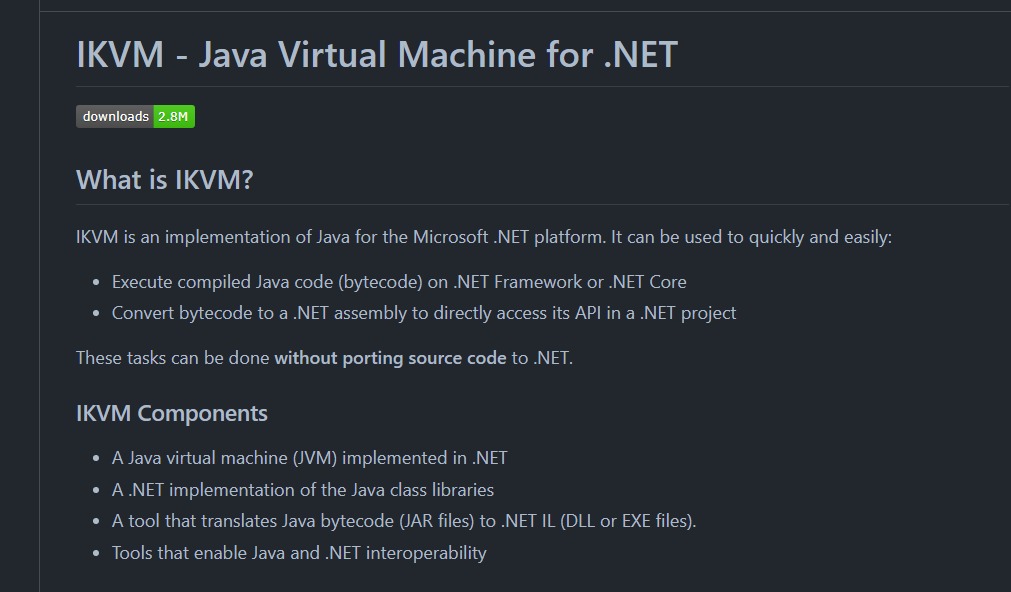 IKVM - Java Virtual Machine for .NET
downloads 2.8M
What is IKVM?
IKVM is an implementation of Java for the Microsoft .NET platform. It can be used to quickly and easily:
• Execute compiled Java code (bytecode) on .NET Framework or .NET Core
• Convert bytecode to a .NET assembly to directly access its API in a .NET project
These tasks can be done without porting source code to .NET.
IKVM Components
• A Java virtual machine (JVM) implemented in .NET
• A .NET implementation of the Java class libraries
• A tool that translates Java bytecode (JAR files) to .NET IL (DLL or EXE files).
• Tools that enable Java and .NET interoperability